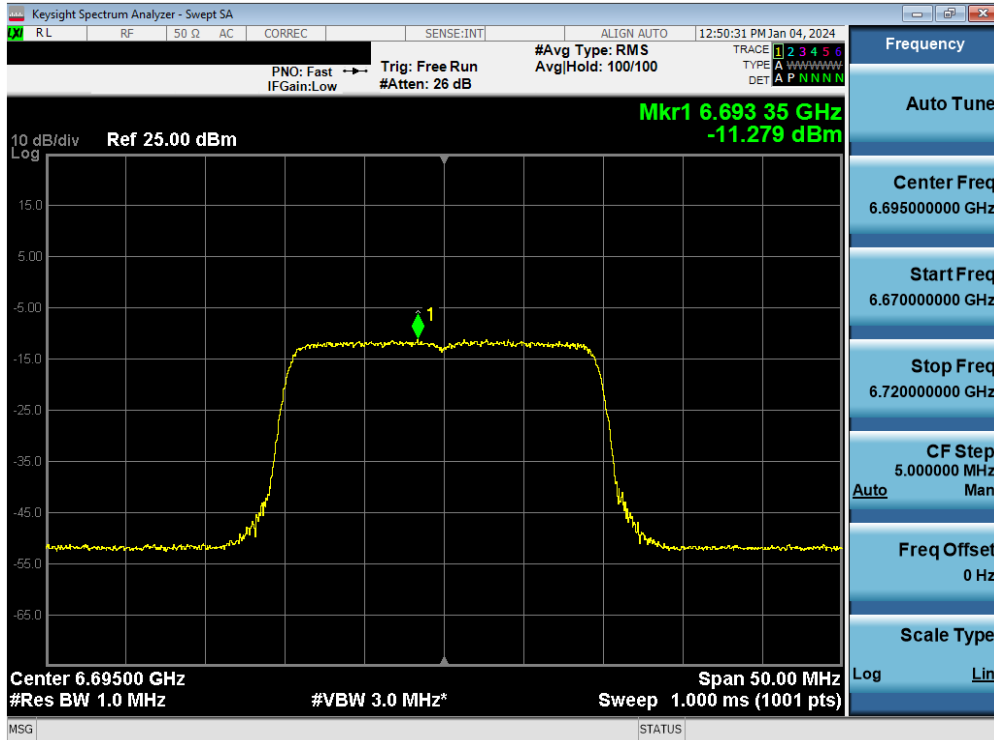 Keysight Spectrum Analyzer - Swept SA
LXI RL RF 50 Ω AC CORREC SENSE:INT ALIGN AUTO 12:50:31 PM Jan 04, 2024
PNO: Fast
IFGain:Low
Trig: Free Run
#Atten: 26 dB
#Avg Type: RMS
Avg|Hold: 100/100
TRACE 1 2 3 4 5 6
TYPE A WWWWW
DET A P N N N N
Mkr1 6.693 35 GHz
-11.279 dBm
10 dB/div Ref 25.00 dBm
Log
15.0
5.00
-5.00
1
-15.0
-25.0
-35.0
-45.0
-55.0
-65.0
Center 6.69500 GHz Span 50.00 MHz
#Res BW 1.0 MHz #VBW 3.0 MHz* Sweep 1.000 ms (1001 pts)
MSG STATUS
Frequency
Auto Tune
Center Freq
6.695000000 GHz
Start Freq
6.670000000 GHz
Stop Freq
6.720000000 GHz
CF Step
5.000000 MHz
Auto Man
Freq Offset
0 Hz
Scale Type
Log Lin